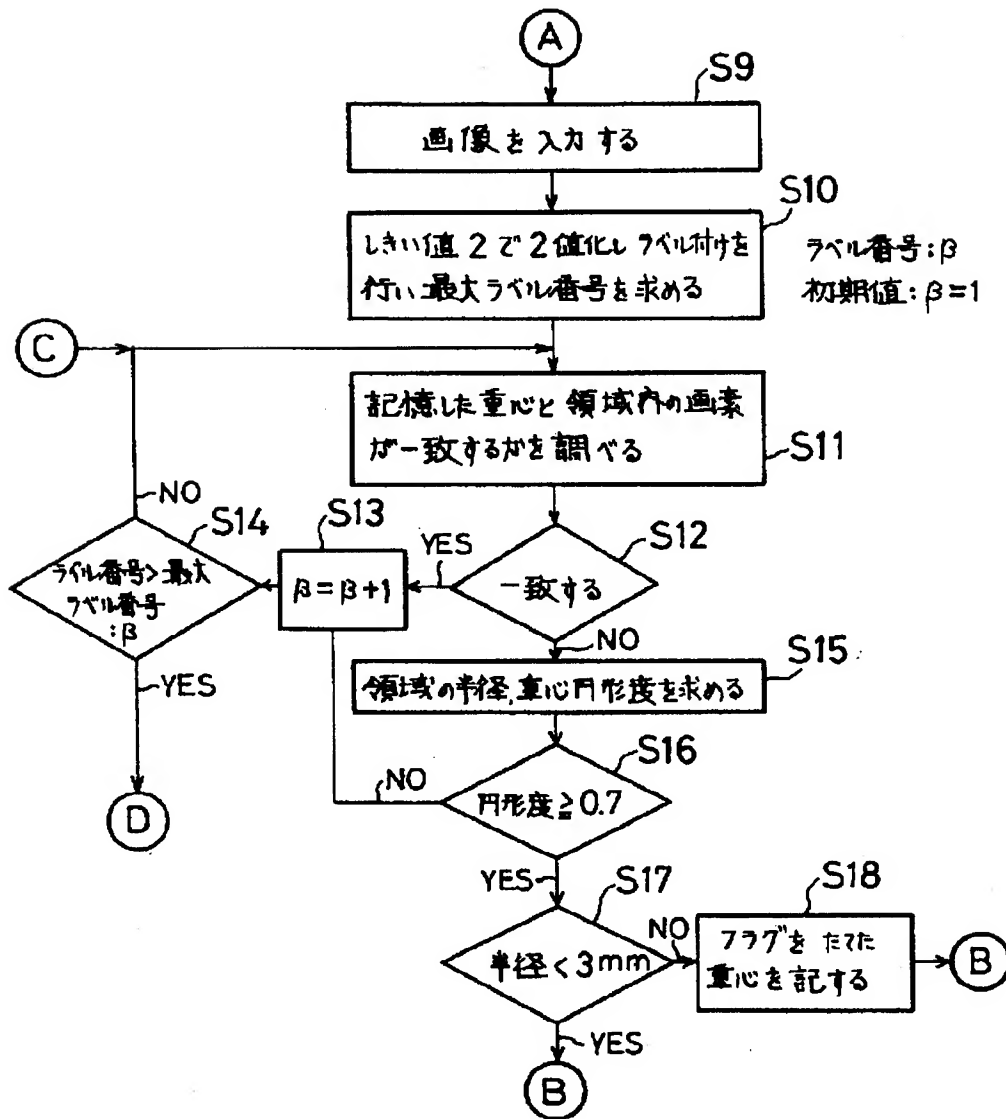 A
S9
画像を入力する
S10
しきい値2で2値化しラベル付けを
行い最大ラベル番号を求める
ラベル番号:β
初期値:β=1
C
記憶した重心と領域内の画素
が一致するかを調べる
S11
NO
S14
S13
YES
S12
ラベル番号>最大
ラベル番号
:β
β=β+1
一致する
NO
S15
YES
領域の半径,重心円形度を求める
S16
NO
円形度≧0.7
D
YES
S17
S18
半径<3mm
NO
フラグをたてた
重心を記する
B
YES
B